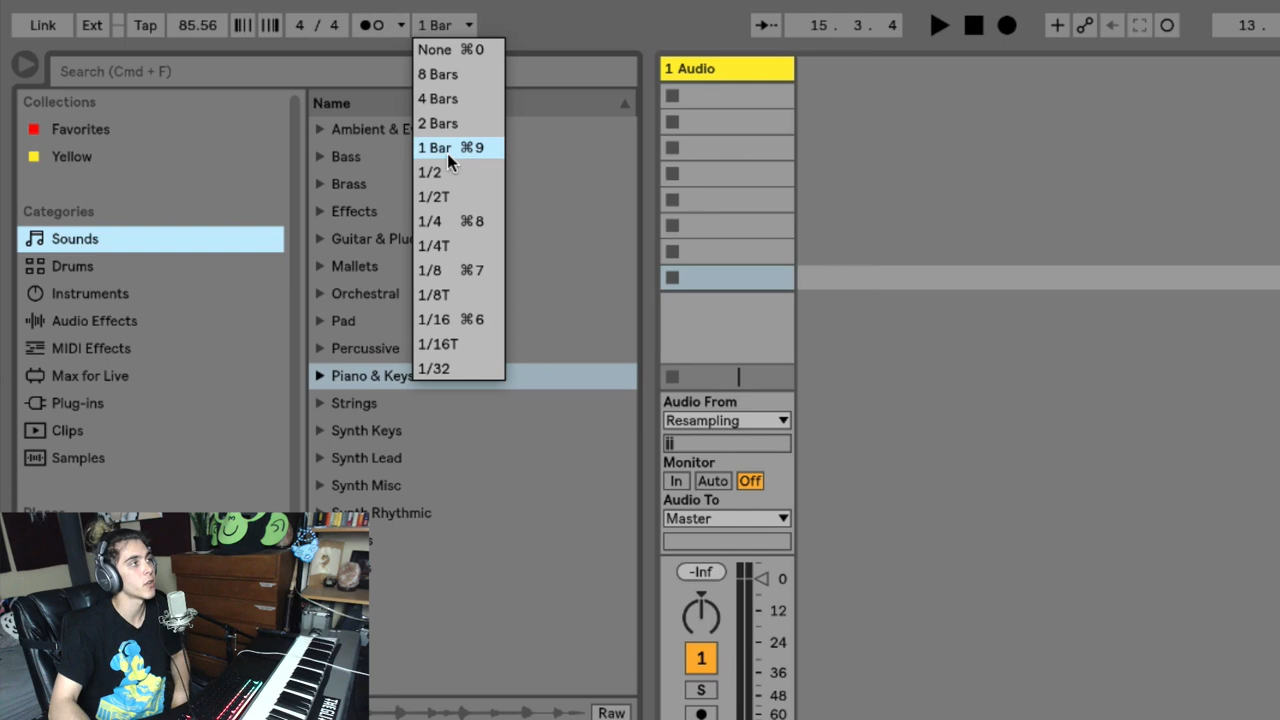 Link Ext Tap 85.56 4 / 4 1 Bar 15 . 3 . 4 13 .
None ⌘0
8 Bars
4 Bars
2 Bars
1 Bar ⌘9
1/2
1/2T
1/4 ⌘8
1/4T
1/8 ⌘7
1/8T
1/16 ⌘6
1/16T
1/32
Search (Cmd + F)
Collections
Favorites
Yellow
Categories
Sounds
Drums
Instruments
Audio Effects
MIDI Effects
Max for Live
Plug-ins
Clips
Samples
Name
Ambient & E
Bass
Brass
Effects
Guitar & Plu
Mallets
Orchestral
Pad
Percussive
Piano & Keys
Strings
Synth Keys
Synth Lead
Synth Misc
Synth Rhythmic
Raw
1 Audio
Audio From
Resampling
Monitor
In Auto Off
Audio To
Master
-Inf
0
12
24
36
48
60
1
S